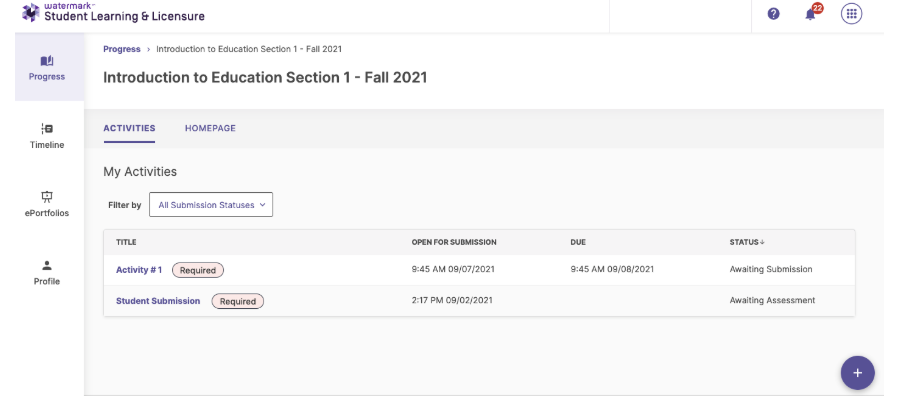 watermark™
Student Learning & Licensure
22
Progress
Timeline
ePortfolios
Profile
Progress > Introduction to Education Section 1 - Fall 2021
Introduction to Education Section 1 - Fall 2021
ACTIVITIES HOMEPAGE
My Activities
Filter by All Submission Statuses
TITLE OPEN FOR SUBMISSION DUE STATUS↓
Activity # 1 Required 9:45 AM 09/07/2021 9:45 AM 09/08/2021 Awaiting Submission
Student Submission Required 2:17 PM 09/02/2021 Awaiting Assessment